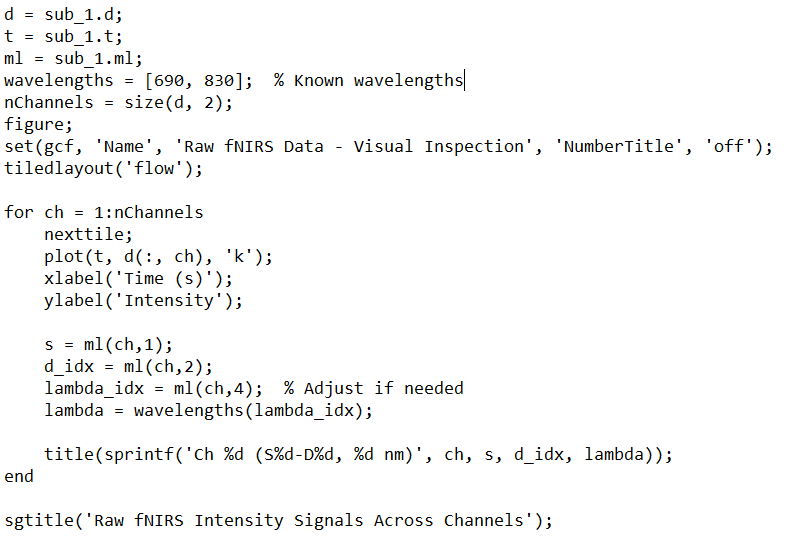 d = sub_1.d;
t = sub_1.t;
ml = sub_1.ml;
wavelengths = [690, 830];  % Known wavelengths
nChannels = size(d, 2);
figure;
set(gcf, 'Name', 'Raw fNIRS Data - Visual Inspection', 'NumberTitle', 'off');
tiledlayout('flow');

for ch = 1:nChannels
    nexttile;
    plot(t, d(:, ch), 'k');
    xlabel('Time (s)');
    ylabel('Intensity');

    s = ml(ch,1);
    d_idx = ml(ch,2);
    lambda_idx = ml(ch,4);  % Adjust if needed
    lambda = wavelengths(lambda_idx);

    title(sprintf('Ch %d (S%d-D%d, %d nm)', ch, s, d_idx, lambda));
end

sgtitle('Raw fNIRS Intensity Signals Across Channels');